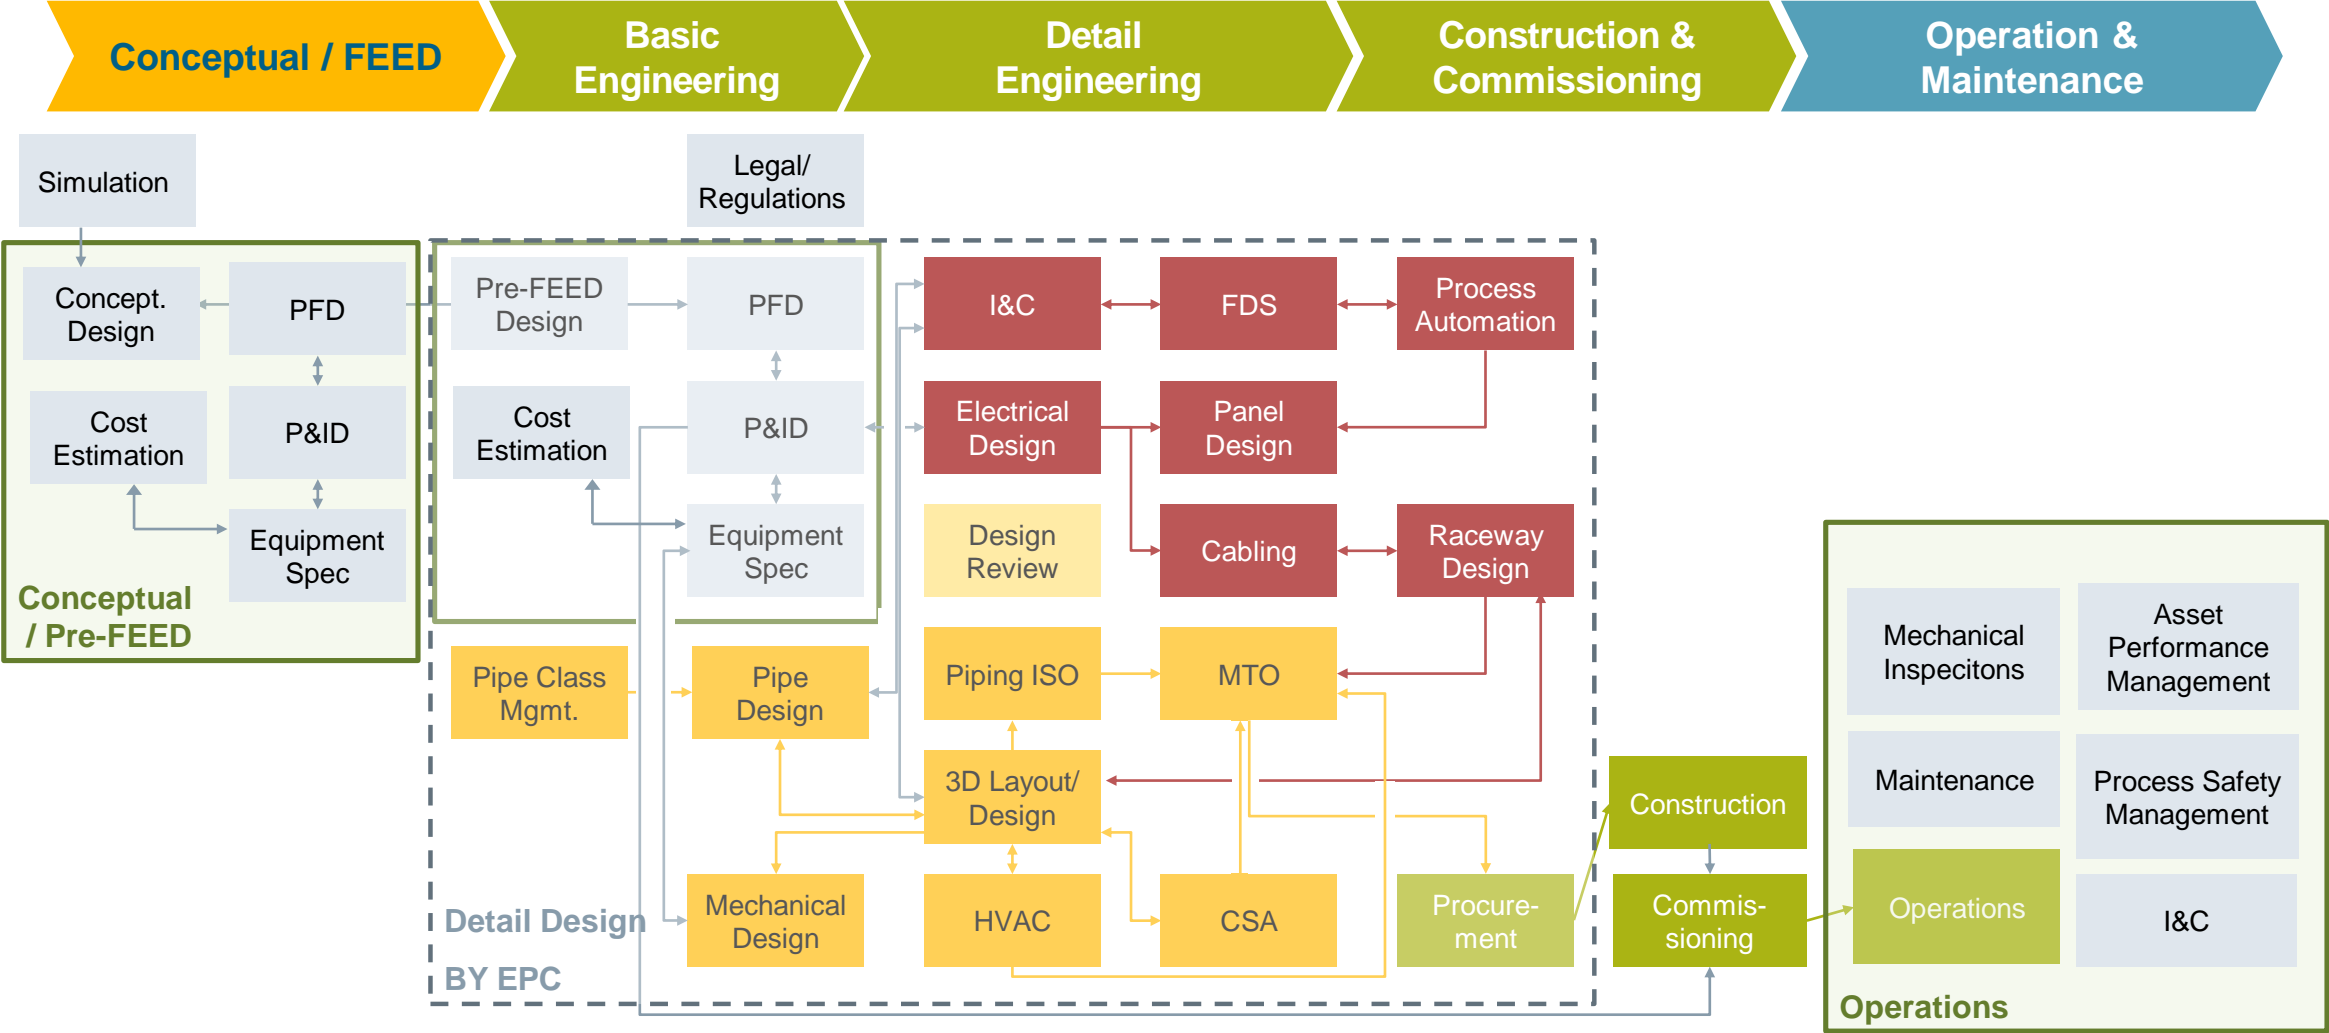 Conceptual / FEED
Basic
Engineering
Detail
Engineering
Construction &
Commissioning
Operation &
Maintenance
Simulation
Legal/
Regulations
Concept.
Design
PFD
Cost
Estimation
P&ID
Equipment
Spec
Conceptual
/ Pre-FEED
Pre-FEED
Design
PFD
Cost
Estimation
P&ID
Equipment
Spec
I&C
FDS
Process
Automation
Electrical
Design
Panel
Design
Design
Review
Cabling
Raceway
Design
Pipe Class
Mgmt.
Pipe
Design
Piping ISO
MTO
3D Layout/
Design
Mechanical
Design
HVAC
CSA
Procure-
ment
Detail Design
BY EPC
Construction
Commis-
sioning
Mechanical
Inspecitons
Asset
Performance
Management
Maintenance
Process Safety
Management
Operations
I&C
Operations